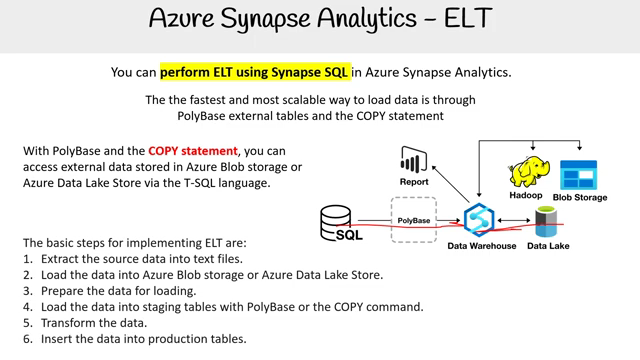 Azure Synapse Analytics – ELT
You can perform ELT using Synapse SQL in Azure Synapse Analytics.
The the fastest and most scalable way to load data is through
PolyBase external tables and the COPY statement
With PolyBase and the COPY statement, you can
access external data stored in Azure Blob storage or
Azure Data Lake Store via the T-SQL language.
Report
Hadoop
Blob Storage
SQL
PolyBase
Data Warehouse
Data Lake
The basic steps for implementing ELT are:
1. Extract the source data into text files.
2. Load the data into Azure Blob storage or Azure Data Lake Store.
3. Prepare the data for loading.
4. Load the data into staging tables with PolyBase or the COPY command.
5. Transform the data.
6. Insert the data into production tables.